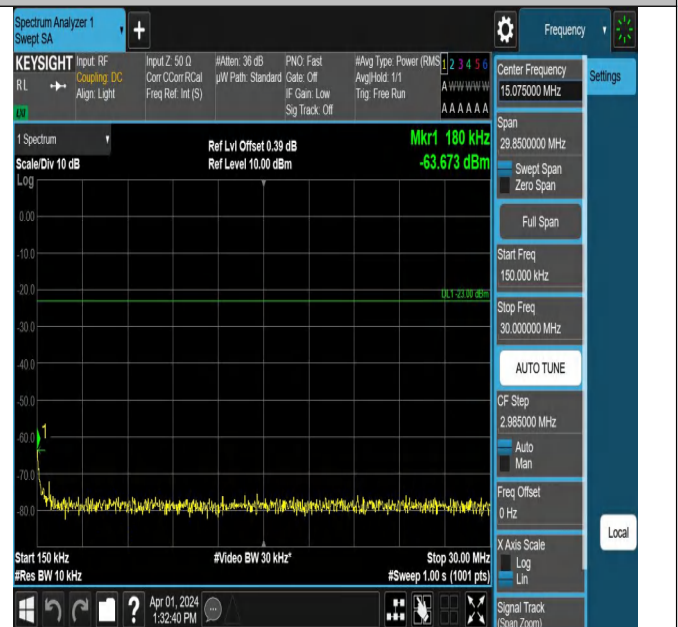 Spectrum Analyzer 1
Swept SA
+
Frequency
KEYSIGHT
RL
LXI
Input: RF
Coupling: DC
Align: Light
Input Z: 50 Ω
Corr CCorr RCal
Freq Ref: Int (S)
#Atten: 36 dB
µW Path: Standard
PNO: Fast
Gate: Off
IF Gain: Low
Sig Track: Off
#Avg Type: Power (RMS
Avg|Hold: 1/1
Trig: Free Run
1 2 3 4 5 6
A W W W W W
A A A A A A
1 Spectrum
Scale/Div 10 dB
Log
Ref Lvl Offset 0.39 dB
Ref Level 10.00 dBm
Mkr1 180 kHz
-63.673 dBm
0.00
-10.0
-20.0
-30.0
-40.0
-50.0
-60.0
-70.0
-80.0
DL1 -23.00 dBm
1
Start 150 kHz
#Res BW 10 kHz
#Video BW 30 kHz*
Stop 30.00 MHz
#Sweep 1.00 s (1001 pts)
Center Frequency
15.075000 MHz
Settings
Span
29.8500000 MHz
Swept Span
Zero Span
Full Span
Start Freq
150.000 kHz
Stop Freq
30.000000 MHz
AUTO TUNE
CF Step
2.985000 MHz
Auto
Man
Freq Offset
0 Hz
X Axis Scale
Log
Lin
Local
Signal Track
(Span Zoom)
?
Apr 01, 2024
1:32:40 PM